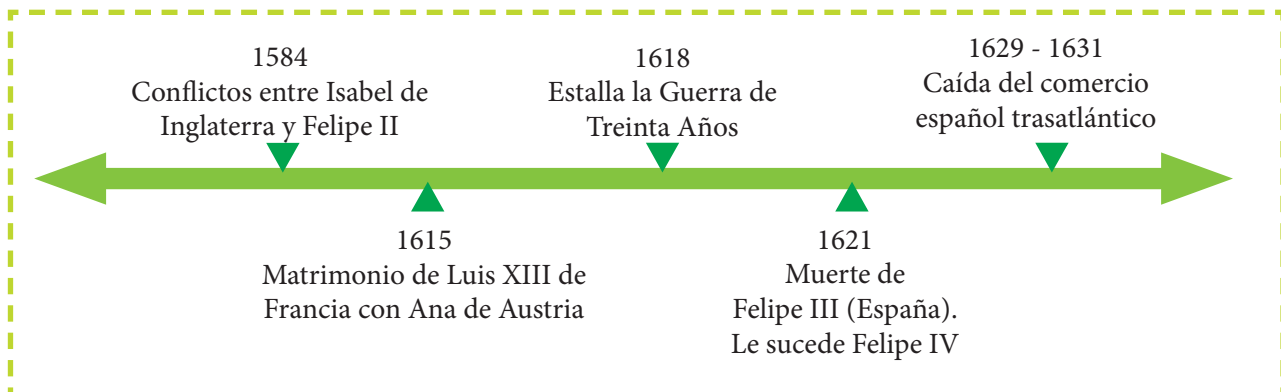 1584
Conflictos entre Isabel de
Inglaterra y Felipe II
1615
Matrimonio de Luis XIII de
Francia con Ana de Austria
1618
Estalla la Guerra de
Treinta Años
1621
Muerte de
Felipe III (España).
Le sucede Felipe IV
1629 - 1631
Caída del comercio
español trasatlántico